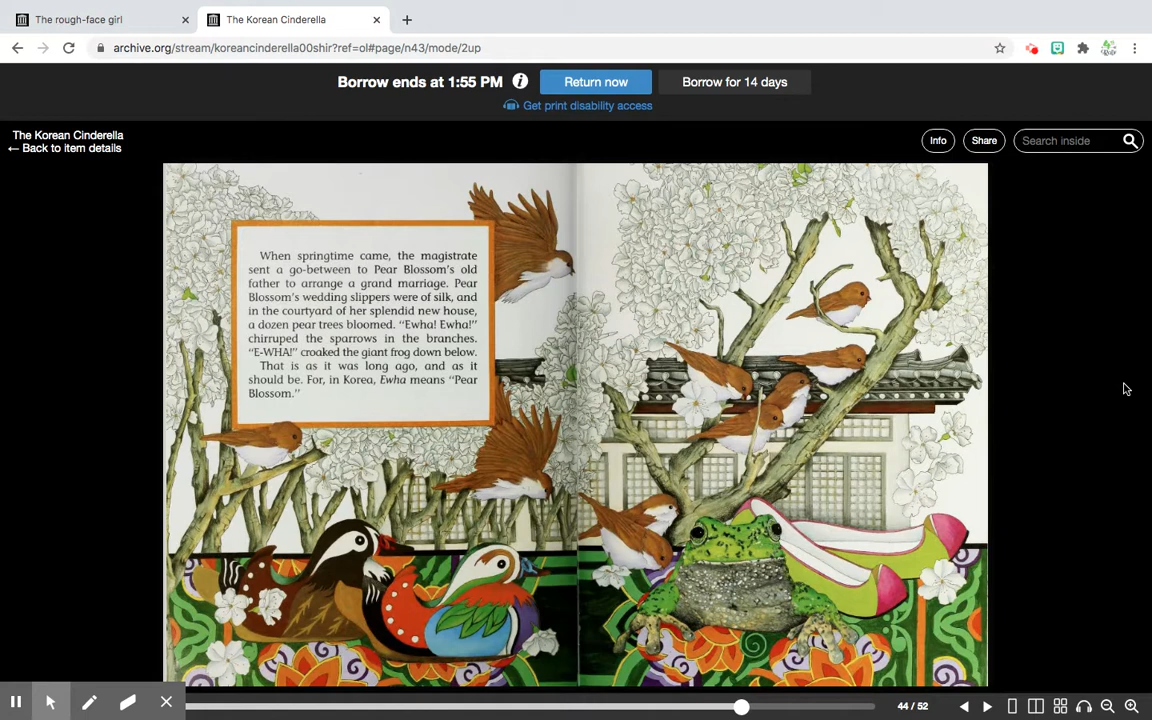 The rough-face girl
The Korean Cinderella
archive.org/stream/koreancinderella00shir?ref=ol#page/n43/mode/2up
Borrow ends at 1:55 PM
Return now
Borrow for 14 days
Get print disability access
The Korean Cinderella
← Back to item details
Info
Share
Search inside
When springtime came, the magistrate
sent a go-between to Pear Blossom's old
father to arrange a grand marriage. Pear
Blossom's wedding slippers were of silk, and
in the courtyard of her splendid new house,
a dozen pear trees bloomed. "Ewha! Ewha!"
chirruped the sparrows in the branches.
"E-WHA!" croaked the giant frog down below.
That is as it was long ago, and as it
should be. For, in Korea, Ewha means "Pear
Blossom."
44 / 52